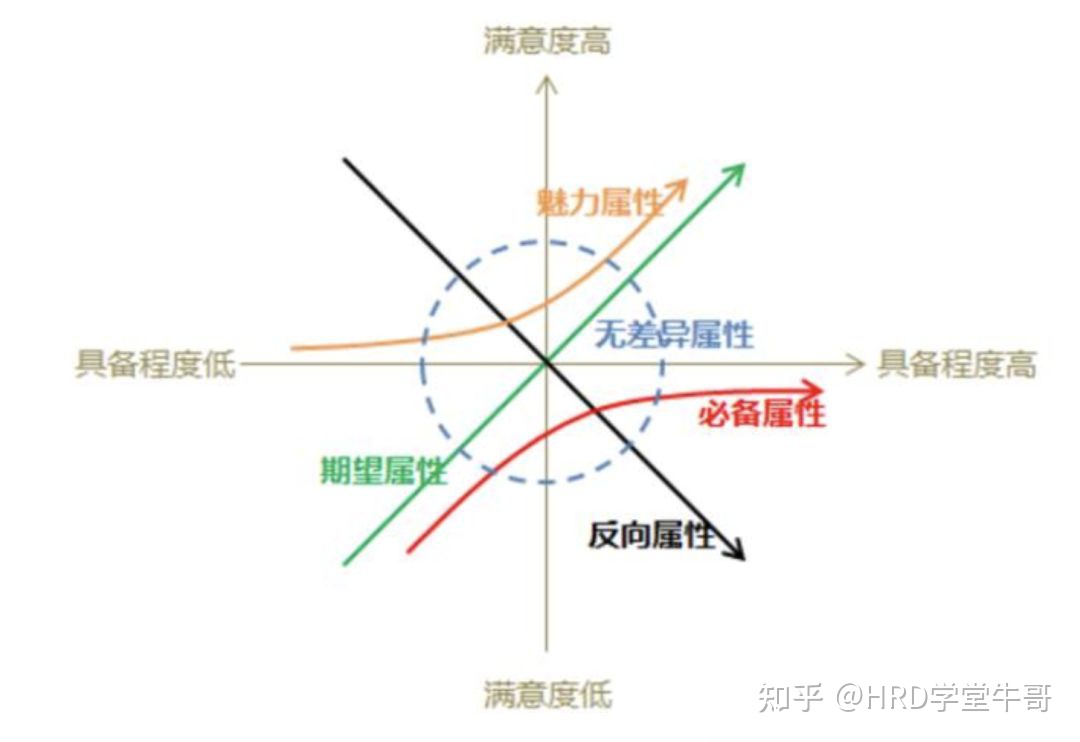 满意度高
魅力属性
无差异属性
具备程度低
具备程度高
必备属性
期望属性
反向属性
满意度低
知乎 @HRD学堂牛哥